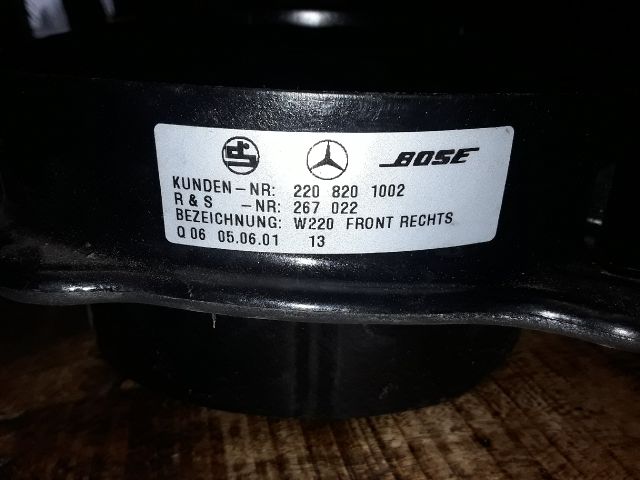 BOSE
KUNDEN-NR: 220 820 1002
R & S -NR: 267 022
BEZEICHNUNG: W220 FRONT RECHTS
Q 06 05.06.01 13